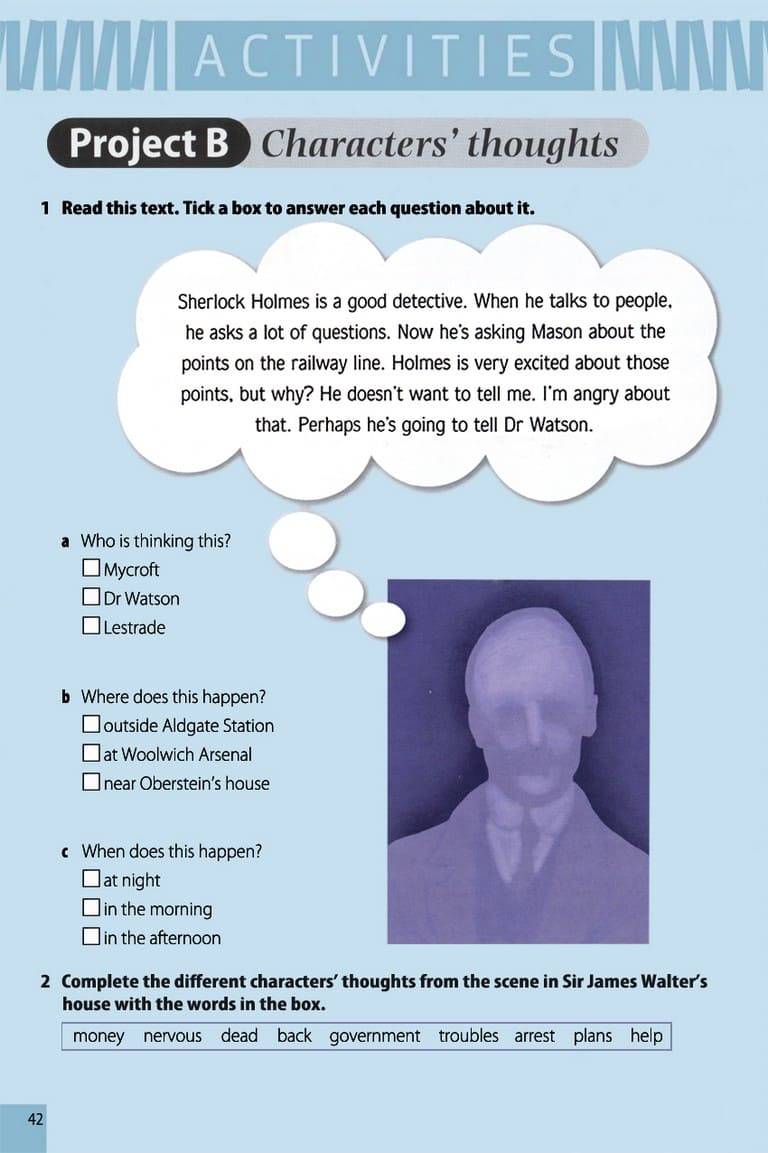 ACTIVITIES
Project B Characters' thoughts
1 Read this text. Tick a box to answer each question about it.
Sherlock Holmes is a good detective. When he talks to people,
he asks a lot of questions. Now he's asking Mason about the
points on the railway line. Holmes is very excited about those
points, but why? He doesn't want to tell me. I'm angry about
that. Perhaps he's going to tell Dr Watson.
a Who is thinking this?
Mycroft
Dr Watson
Lestrade
b Where does this happen?
outside Aldgate Station
at Woolwich Arsenal
near Oberstein's house
c When does this happen?
at night
in the morning
in the afternoon
2 Complete the different characters' thoughts from the scene in Sir James Walter's
house with the words in the box.
money nervous dead back government troubles arrest plans help
42